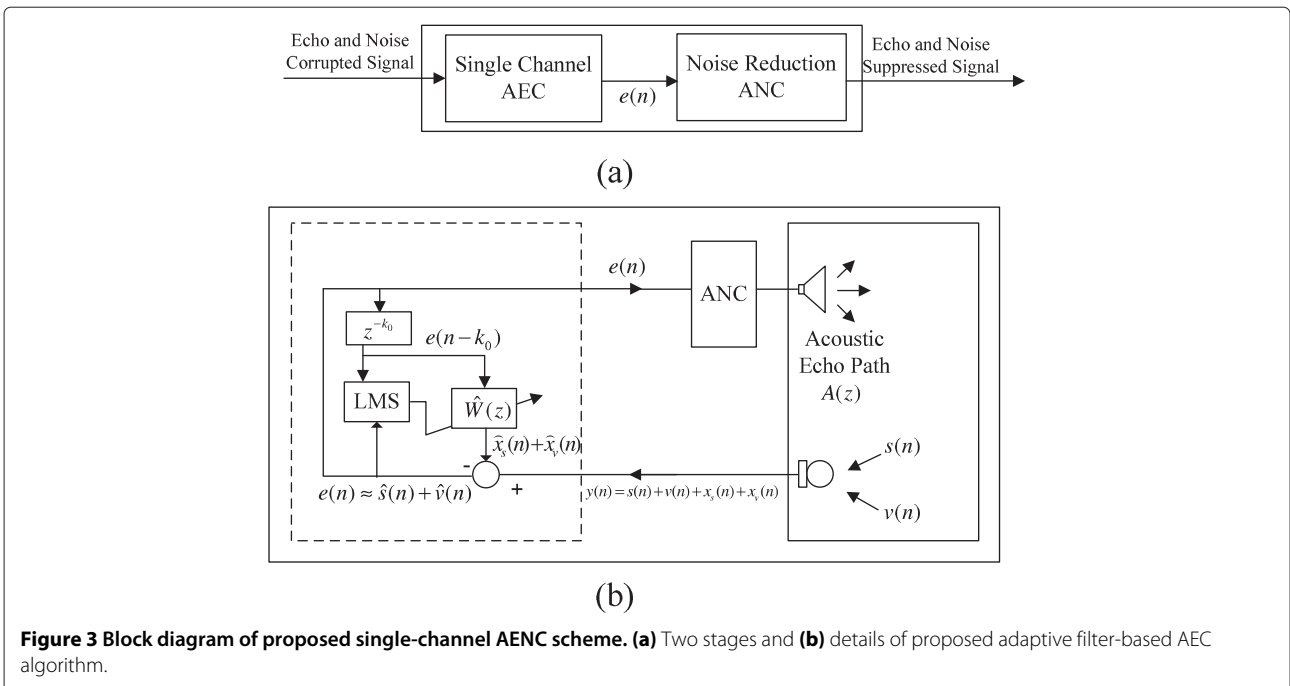 Echo and Noise
Corrupted Signal
Single Channel
AEC
e(n)
Noise Reduction
ANC
Echo and Noise
Suppressed Signal
(a)
e(n)
ANC
z^{-k_0}
e(n−k_0)
LMS
Ŵ(z)
x̂_s(n)+x̂_v(n)
-
+
e(n) ≈ ŝ(n)+v̂(n)
y(n) = s(n)+v(n)+x_s(n)+x_v(n)
Acoustic
Echo Path
A(z)
s(n)
v(n)
(b)
Figure 3 Block diagram of proposed single-channel AENC scheme. (a) Two stages and (b) details of proposed adaptive filter-based AEC
algorithm.